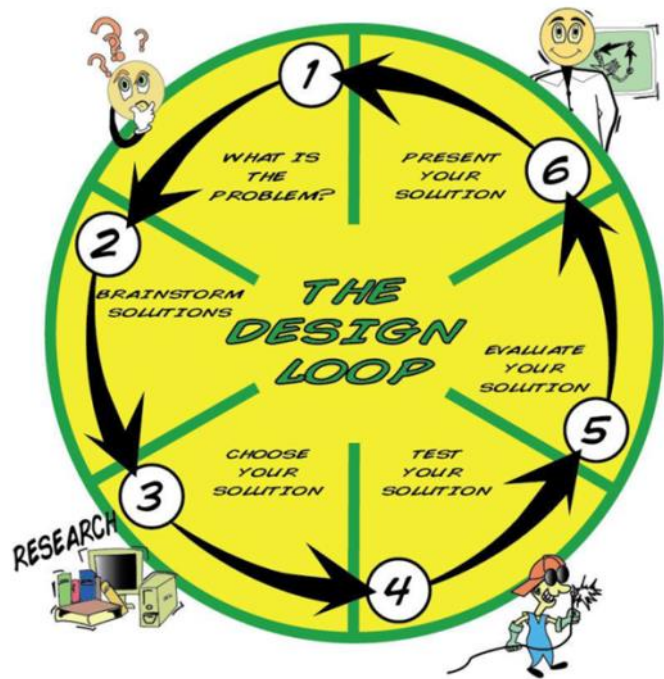 THE
DESIGN
LOOP
1
WHAT IS
THE
PROBLEM?
2
BRAINSTORM
SOLUTIONS
3
CHOOSE
YOUR
SOLUTION
RESEARCH
4
TEST
YOUR
SOLUTION
5
EVALUATE
YOUR
SOLUTION
6
PRESENT
YOUR
SOLUTION
? ? ?